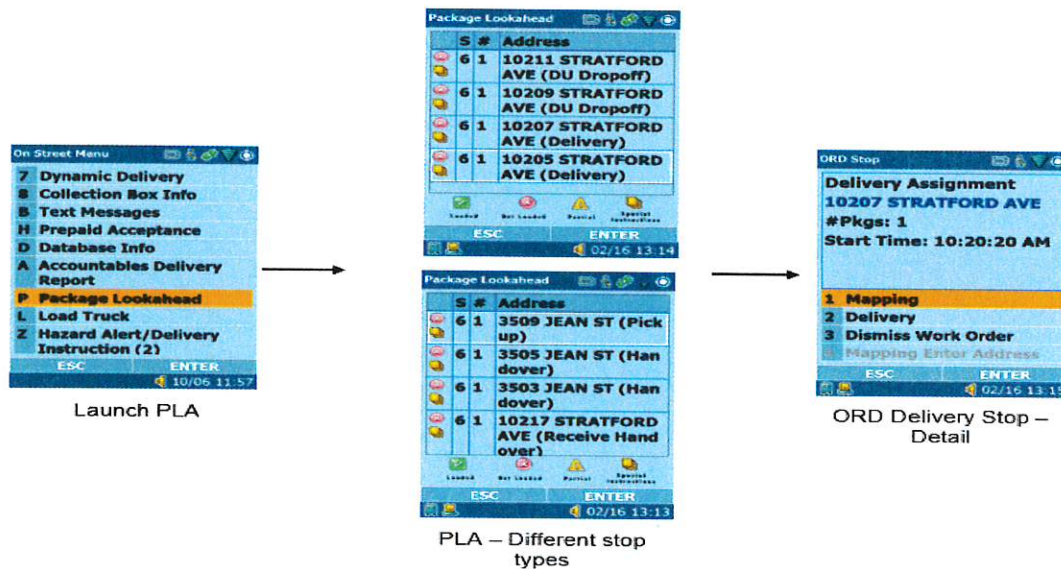 On Street Menu
7 Dynamic Delivery
8 Collection Box Info
B Text Messages
H Prepaid Acceptance
D Database Info
A Accountables Delivery
Report
P Package Lookahead
L Load Truck
Z Hazard Alert/Delivery
Instruction (2)
ESC ENTER
10/06 11:57
Launch PLA
Package Lookahead
S # Address
6 1 10211 STRATFORD
AVE (DU Dropoff)
6 1 10209 STRATFORD
AVE (DU Dropoff)
6 1 10207 STRATFORD
AVE (Delivery)
6 1 10205 STRATFORD
AVE (Delivery)
Loaded Not Loaded Partial Special
Instructions
ESC ENTER
02/16 13:14
Package Lookahead
S # Address
6 1 3509 JEAN ST (Pick
up)
6 1 3505 JEAN ST (Han
dover)
6 1 3503 JEAN ST (Han
dover)
6 1 10217 STRATFORD
AVE (Receive Hand
over)
Loaded Not Loaded Partial Special
Instructions
ESC ENTER
02/16 13:13
PLA – Different stop
types
ORD Stop
Delivery Assignment
10207 STRATFORD AVE
#Pkgs: 1
Start Time: 10:20:20 AM
1 Mapping
2 Delivery
3 Dismiss Work Order
Mapping Enter Address
ESC ENTER
02/16 13:15
ORD Delivery Stop –
Detail